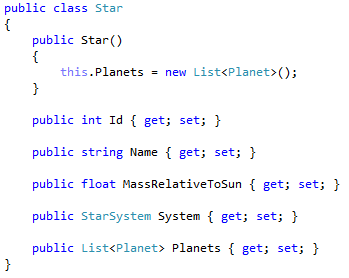 public class Star
{
    public Star()
    {
        this.Planets = new List<Planet>();
    }

    public int Id { get; set; }

    public string Name { get; set; }

    public float MassRelativeToSun { get; set; }

    public StarSystem System { get; set; }

    public List<Planet> Planets { get; set; }
}